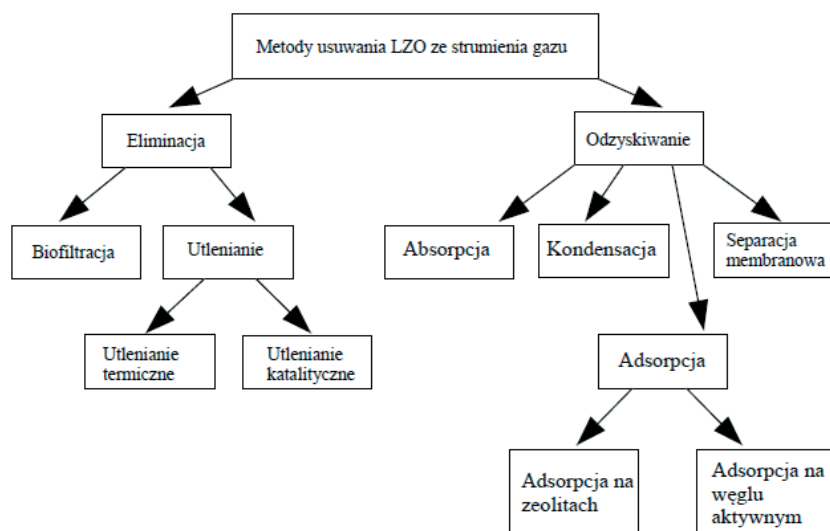 Metody usuwania LZO ze strumienia gazu
Eliminacja
Odzyskiwanie
Biofiltracja
Utlenianie
Absorpcja
Kondensacja
Separacja
membranowa
Utlenianie
termiczne
Utlenianie
katalityczne
Adsorpcja
Adsorpcja na
zeolitach
Adsorpcja na
węglu
aktywnym